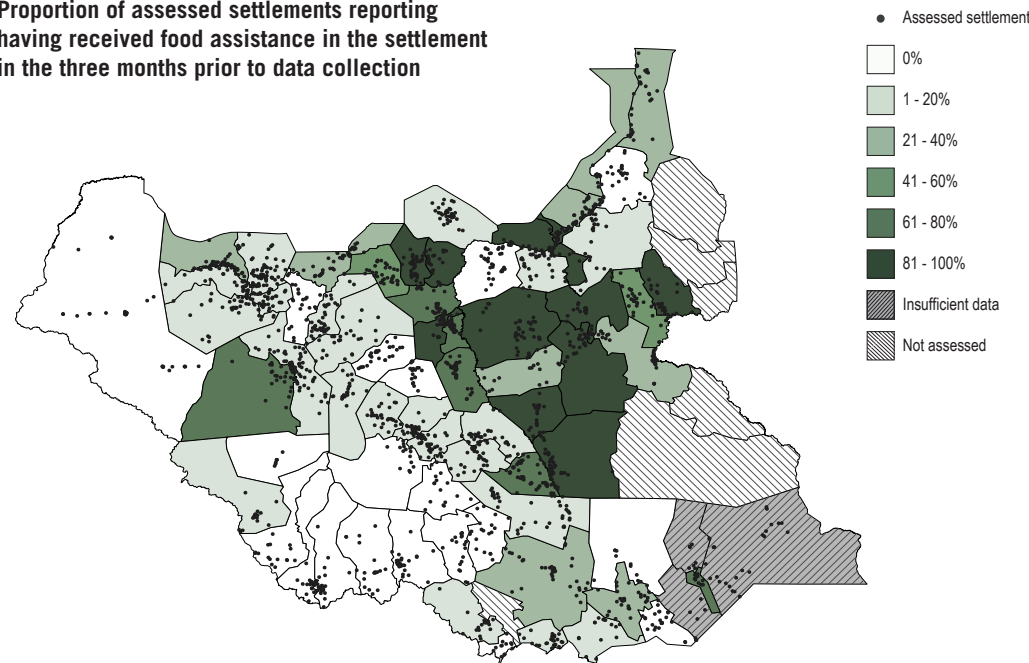 Proportion of assessed settlements reporting
having received food assistance in the settlement
in the three months prior to data collection
Assessed settlement
0%
1 - 20%
21 - 40%
41 - 60%
61 - 80%
81 - 100%
Insufficient data
Not assessed